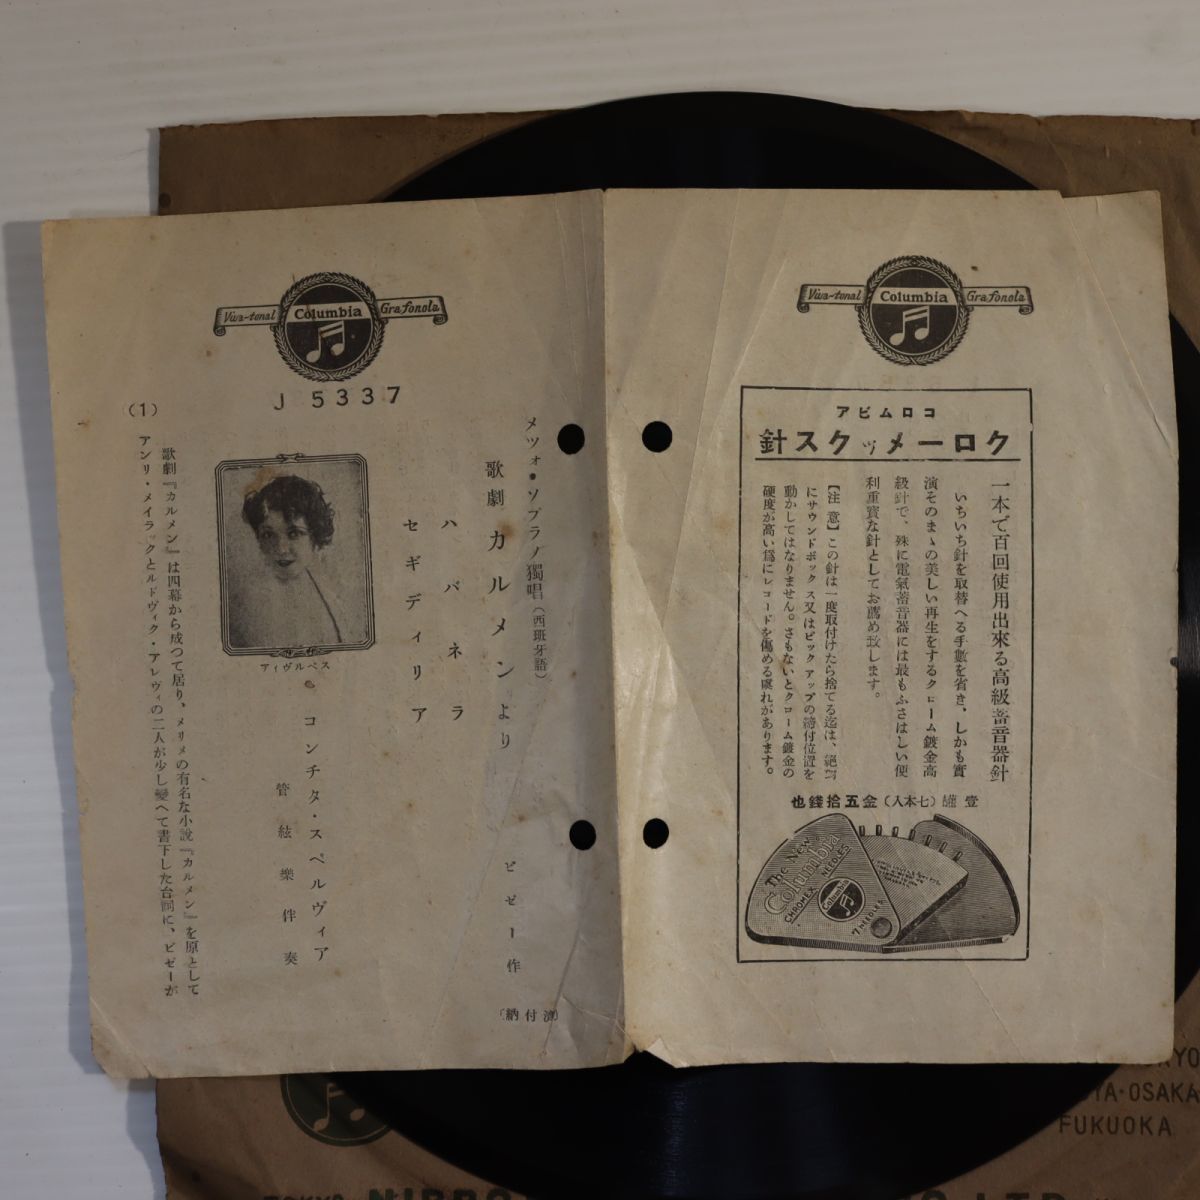 Viva-tonal
Columbia
Grafonola
コロムビア
クローメックス針
一本で百回使用出來る高級蓄音器針
いちいち針を取替へる手數を省き、しかも實
演そのまゝの美しい再生をするクローム鍍金高
級針で、殊に電氣蓄音器には最もふさはしい便
利重寳な針としてお薦め致します。
【注意】この針は一度取付けたら捨てる迄は、絕對
にサウンドボックス又はピックアップの簿付位置を
動かしてはなりません。さもないとクローム鍍金の
硬度が高い爲にレコードを傷める虞れがあります。
壹罐(七本入)金五拾錢也
The New
Columbia
CHROMEX NEEDLES
Columbia
7 NEEDLES
Viva-tonal
Columbia
Grafonola
J 5337
メツォ・ソプラノ獨唱(西班牙語)
歌劇 カルメンより
ビゼー作
ハバネラ
セギディリア
コンチタ・スペルヴィア
管絃樂伴奏
スペルヴィア
歌劇『カルメン』は四幕から成つて居り、メリメの有名な小說『カルメン』を原として
アンリ・メイラックとルドヴィク・アレヴィの二人が少し變へて書下した台詞に、ビゼーが
(1)
YO
OYA・OSAKA
FUKUOKA
TOKYO NIPPO